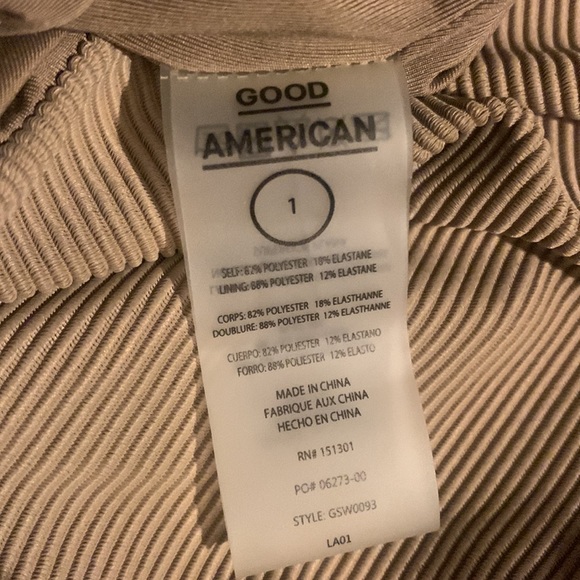 GOOD
AMERICAN
1
SELF: 82% POLYESTER 18% ELASTANE
LINING: 88% POLYESTER 12% ELASTANE
CORPS: 82% POLYESTER 18% ELASTHANNE
DOUBLURE: 88% POLYESTER 12% ELASTHANNE
CUERPO: 82% POLIESTER 12% ELASTANO
FORRO: 88% POLIESTER 12% ELASTO
MADE IN CHINA
FABRIQUE AUX CHINA
HECHO EN CHINA
RN# 151301
PO# 06273-00
STYLE: GSW0093
LA01